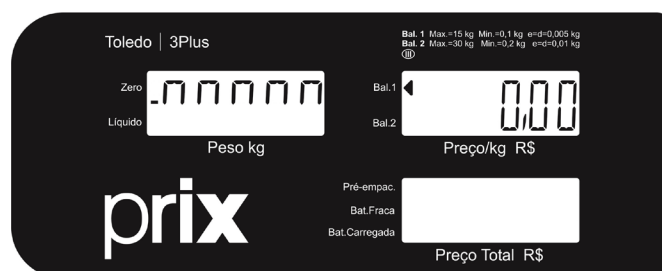 Toledo | 3Plus
Bal. 1 Max.=15 kg Min.=0,1 kg e=d=0,005 kg
Bal. 2 Max.=30 kg Min.=0,2 kg e=d=0,01 kg
III
Zero
Líquido
Peso kg
Bal.1
Bal.2
0,00
Preço/kg R$
prix
Pré-empac.
Bat.Fraca
Bat.Carregada
Preço Total R$